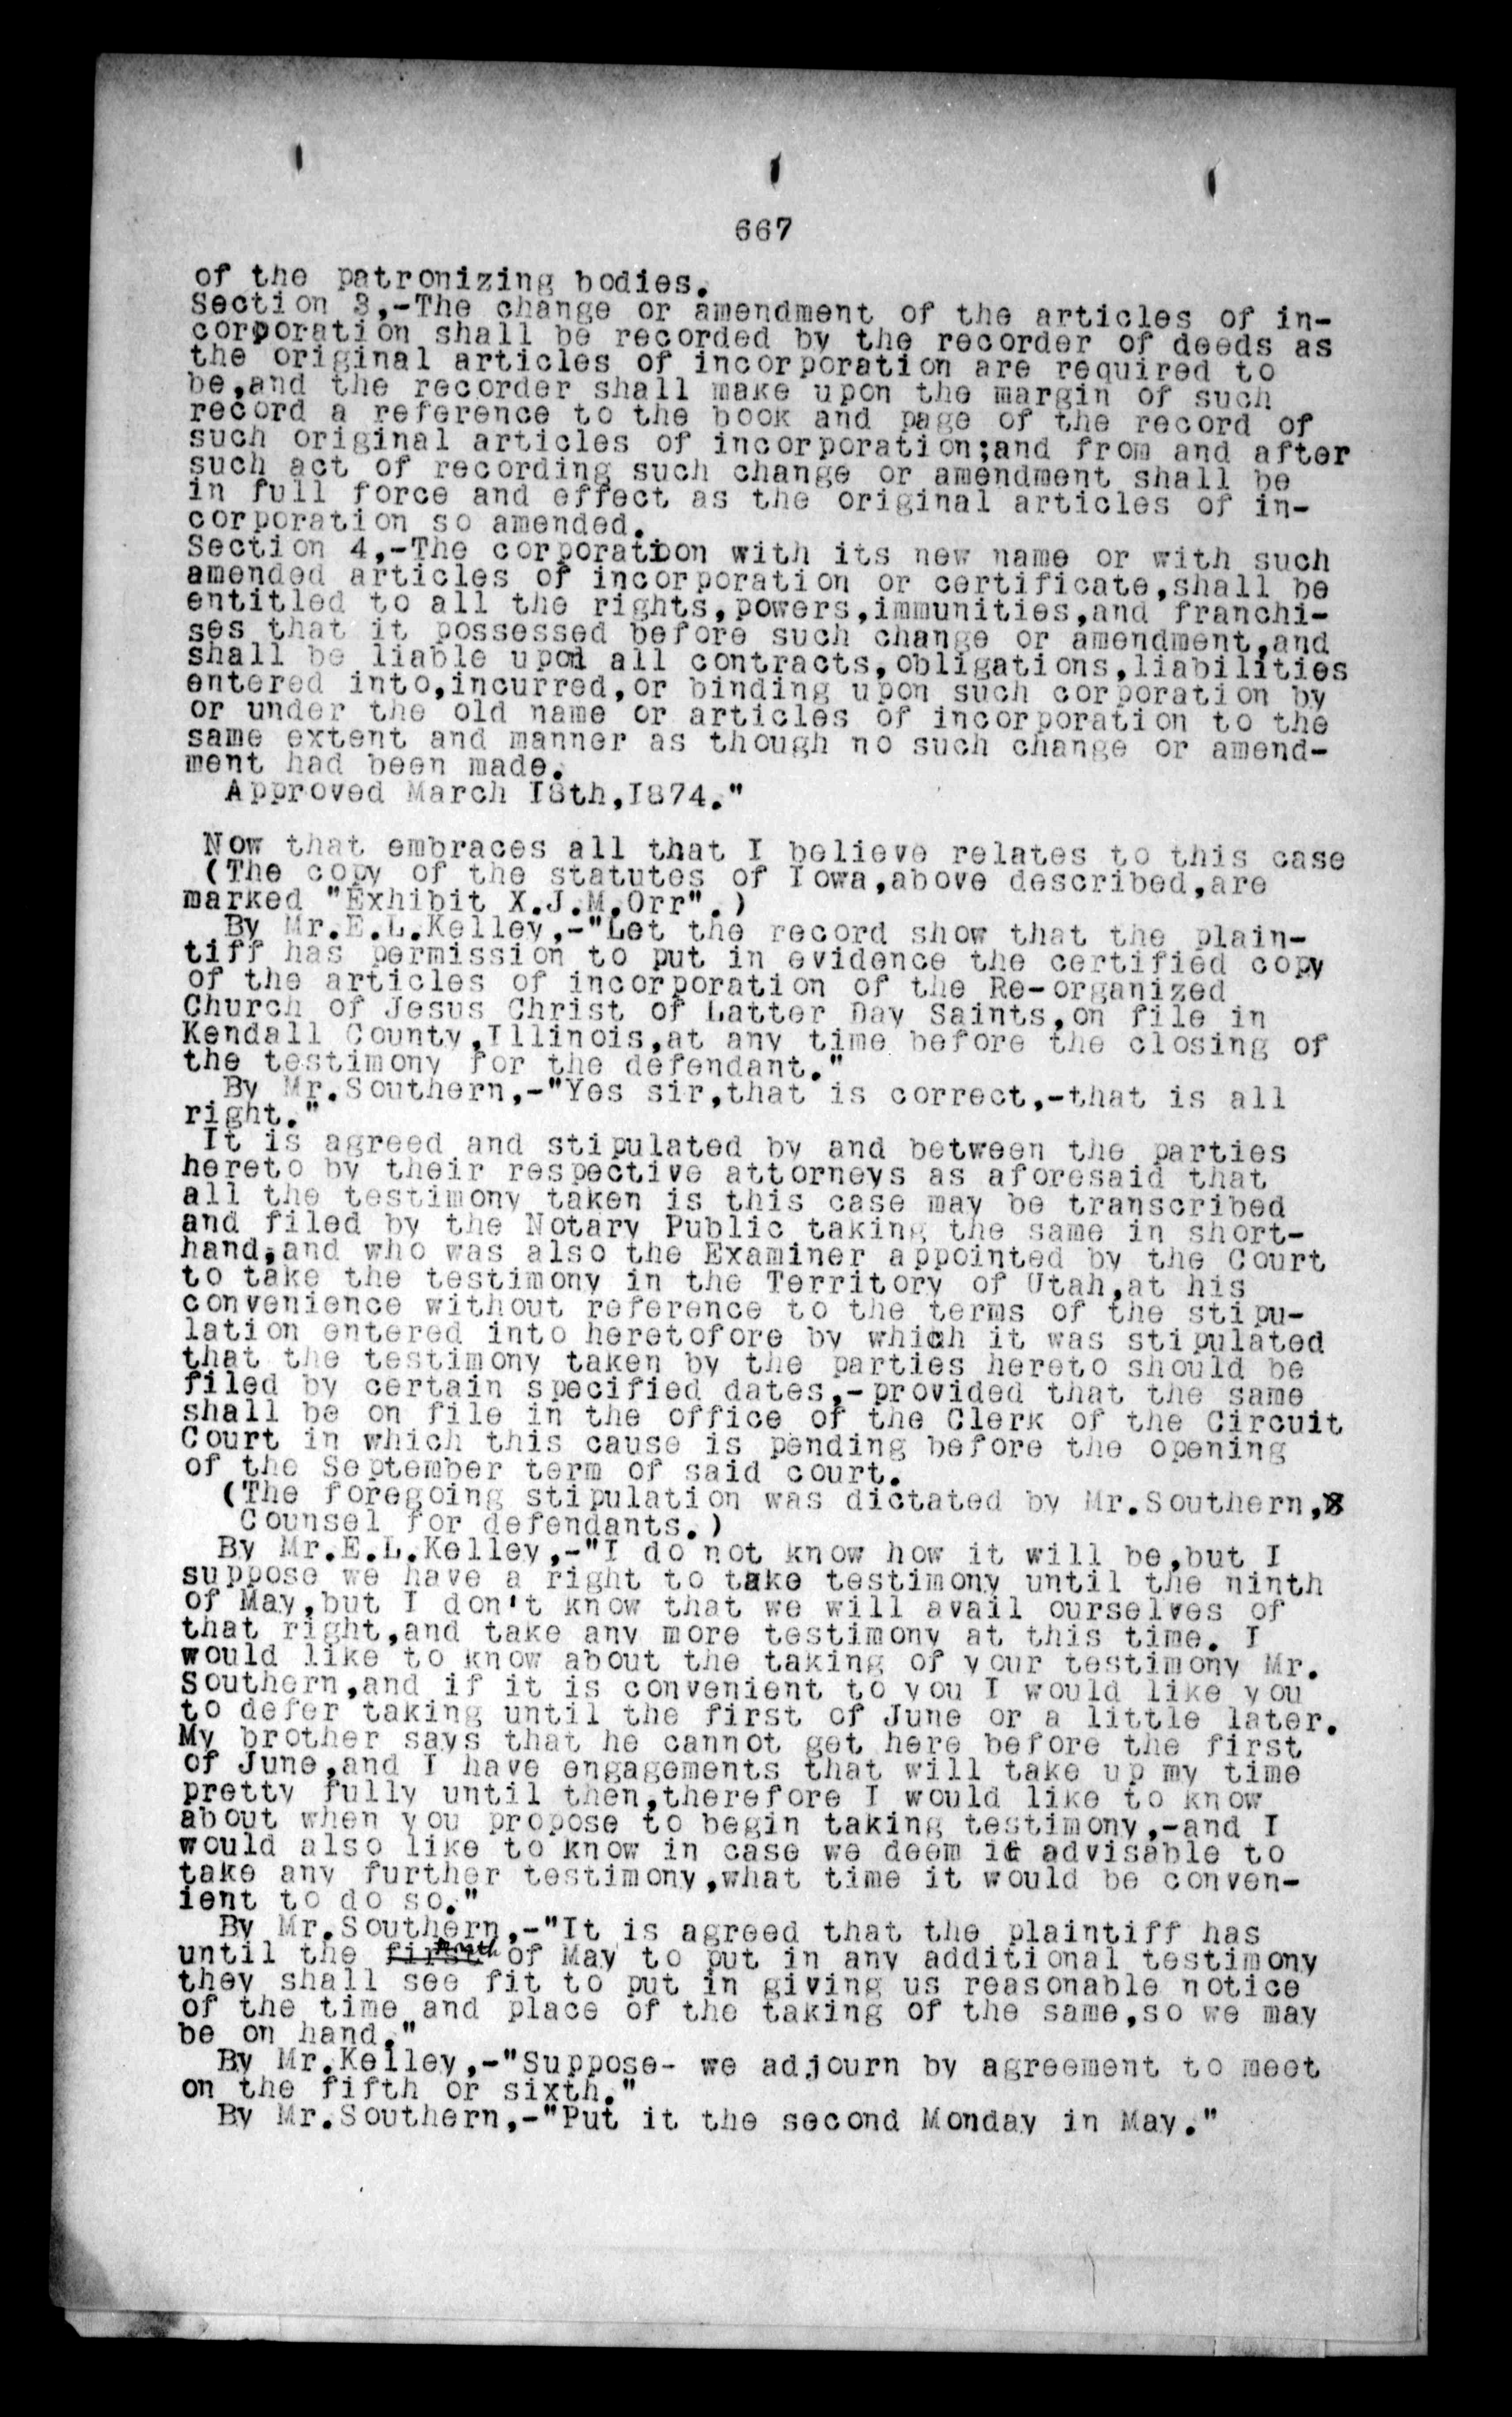 667
of the patronizing bodies.
Section 3,-The change or amendment of the articles of in-
corporation shall be recorded by the recorder of deeds as
the original articles of incorporation are required to
be,and the recorder shall make upon the margin of such
record a reference to the book and page of the record of
such original articles of incorporation;and from and after
such act of recording such change or amendment shall be
in full force and effect as the original articles of in-
corporation so amended.
Section 4,-The corporation with its new name or with such
amended articles of incorporation or certificate,shall be
entitled to all the rights,powers,immunities,and franchi-
ses that it possessed before such change or amendment,and
shall be liable upon all contracts,obligations,liabilities
entered into,incurred,or binding upon such corporation by
or under the old name or articles of incorporation to the
same extent and manner as though no such change or amend-
ment had been made.
Approved March I8th,I874."
Now that embraces all that I believe relates to this case
(The copy of the statutes of Iowa,above described,are
marked "Exhibit X.J.M.Orr".)
By Mr.E.L.Kelley,-"Let the record show that the plain-
tiff has permission to put in evidence the certified copy
of the articles of incorporation of the Re-organized
Church of Jesus Christ of Latter Day Saints,on file in
Kendall County,Illinois,at any time before the closing of
the testimony for the defendant."
By Mr.Southern,-"Yes sir,that is correct,-that is all
right."
It is agreed and stipulated by and between the parties
hereto by their respective attorneys as aforesaid that
all the testimony taken is this case may be transcribed
and filed by the Notary Public taking the same in short-
hand,and who was also the Examiner appointed by the Court
to take the testimony in the Territory of Utah,at his
convenience without reference to the terms of the stipu-
lation entered into heretofore by which it was stipulated
that the testimony taken by the parties hereto should be
filed by certain specified dates,-provided that the same
shall be on file in the office of the Clerk of the Circuit
Court in which this cause is pending before the opening
of the September term of said court.
(The foregoing stipulation was dictated by Mr.Southern,
Counsel for defendants.)
By Mr.E.L.Kelley,-"I do not know how it will be,but I
suppose we have a right to take testimony until the ninth
of May,but I don't know that we will avail ourselves of
that right,and take any more testimony at this time. I
would like to know about the taking of your testimony Mr.
Southern,and if it is convenient to you I would like you
to defer taking until the first of June or a little later.
My brother says that he cannot get here before the first
of June,and I have engagements that will take up my time
pretty fully until then,therefore I would like to know
about when you propose to begin taking testimony,-and I
would also like to know in case we deem it advisable to
take any further testimony,what time it would be conven-
ient to do so."
By Mr.Southern,-"It is agreed that the plaintiff has
until the first of May to put in any additional testimony
they shall see fit to put in giving us reasonable notice
of the time and place of the taking of the same,so we may
be on hand."
By Mr.Kelley,-"Suppose- we adjourn by agreement to meet
on the fifth or sixth."
By Mr.Southern,-"Put it the second Monday in May."